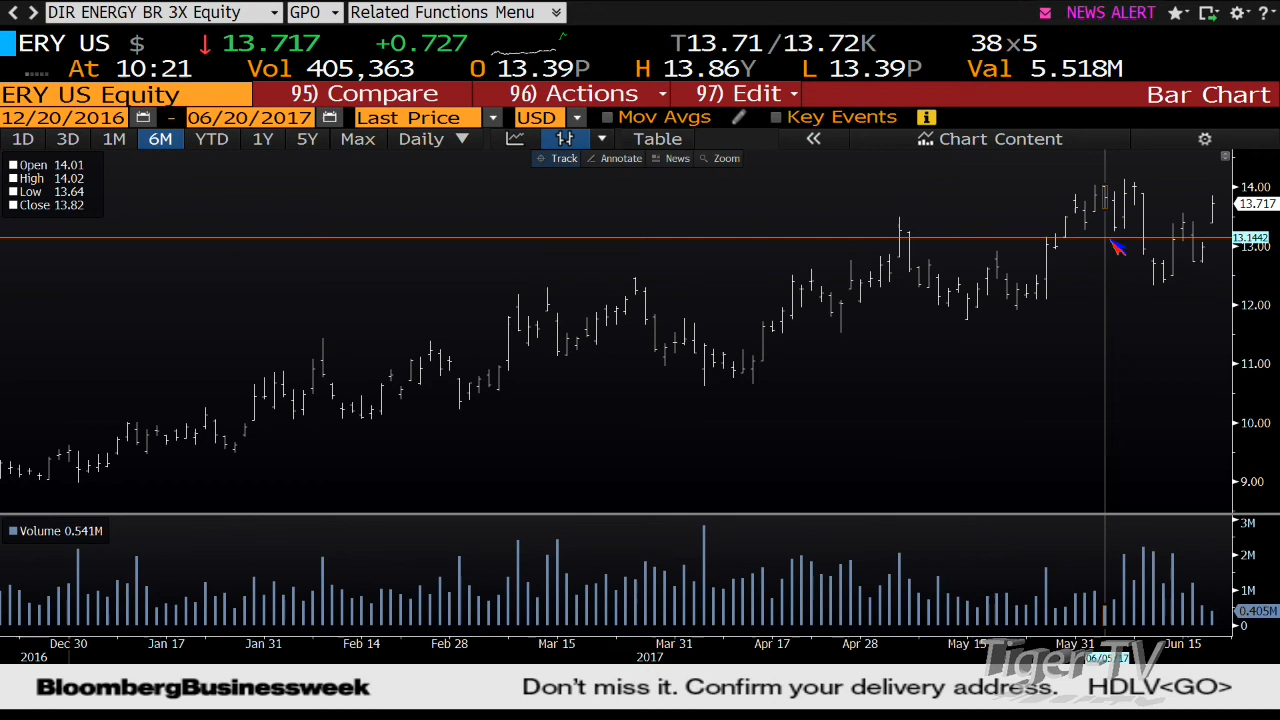 DIR ENERGY BR 3X Equity GPO Related Functions Menu NEWS ALERT ?
ERY US $ ↓ 13.717 +0.727 T13.71/13.72K 38x5
At 10:21 Vol 405,363 O 13.39P H 13.86Y L 13.39P Val 5.518M
ERY US Equity 95) Compare 96) Actions 97) Edit Bar Chart
12/20/2016 - 06/20/2017 Last Price USD Mov Avgs Key Events i
1D 3D 1M 6M YTD 1Y 5Y Max Daily ▼ Table « Chart Content
Track Annotate News Zoom
Open 14.01
High 14.02
Low 13.64
Close 13.82
14.00
13.717
13.1442
13.00
12.00
11.00
10.00
9.00
Volume 0.541M
3M
2M
1M
0.405M
0
Dec 30 Jan 17 Jan 31 Feb 14 Feb 28 Mar 15 Mar 31 Apr 17 Apr 28 May 15 May 31 Jun 15
2016 2017 06/05/17
Tiger-TV
BloombergBusinessweek Don't miss it. Confirm your delivery address. HDLV<GO>